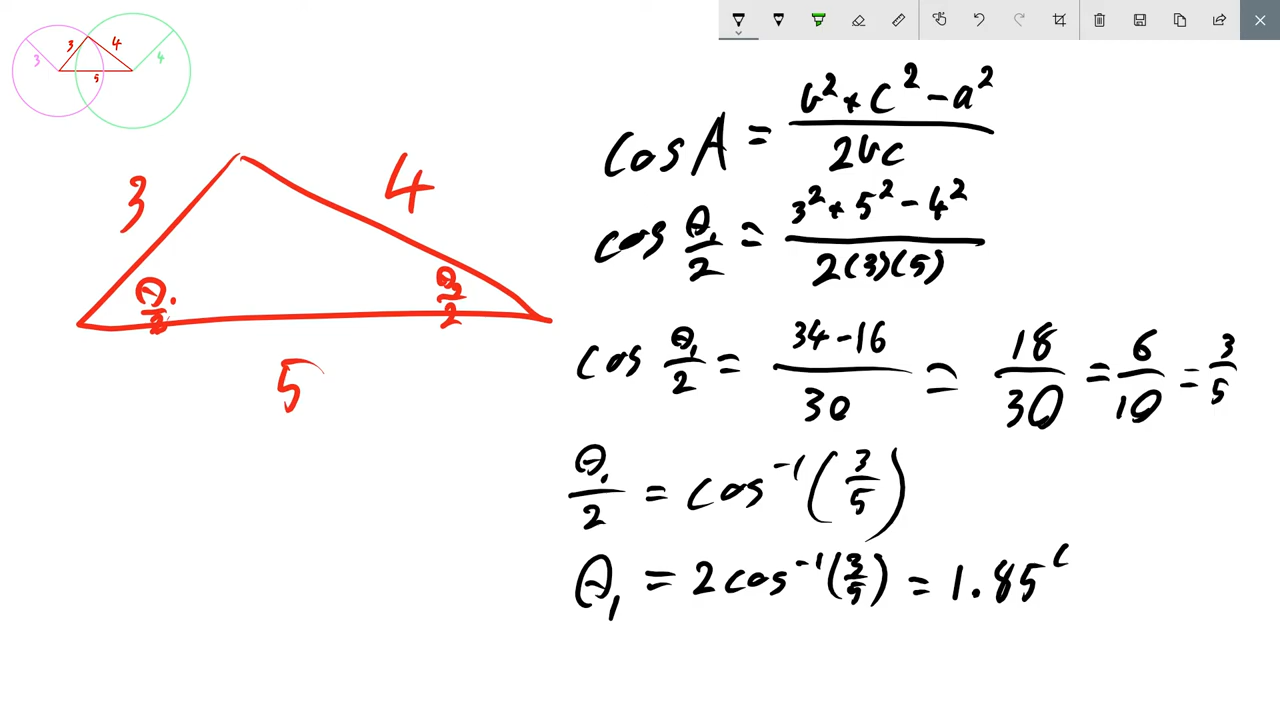 3 3 4 4
5
3 4
θ₁/2 θ₂/2
5
cos A = (b² + c² - a²)/(2bc)
cos θ₁/2 = (3² + 5² - 4²)/(2(3)(5))
cos θ₁/2 = (34 - 16)/30 = 18/30 = 6/10 = 3/5
θ₁/2 = cos⁻¹(3/5)
θ₁ = 2cos⁻¹(3/5) = 1.85ᶜ